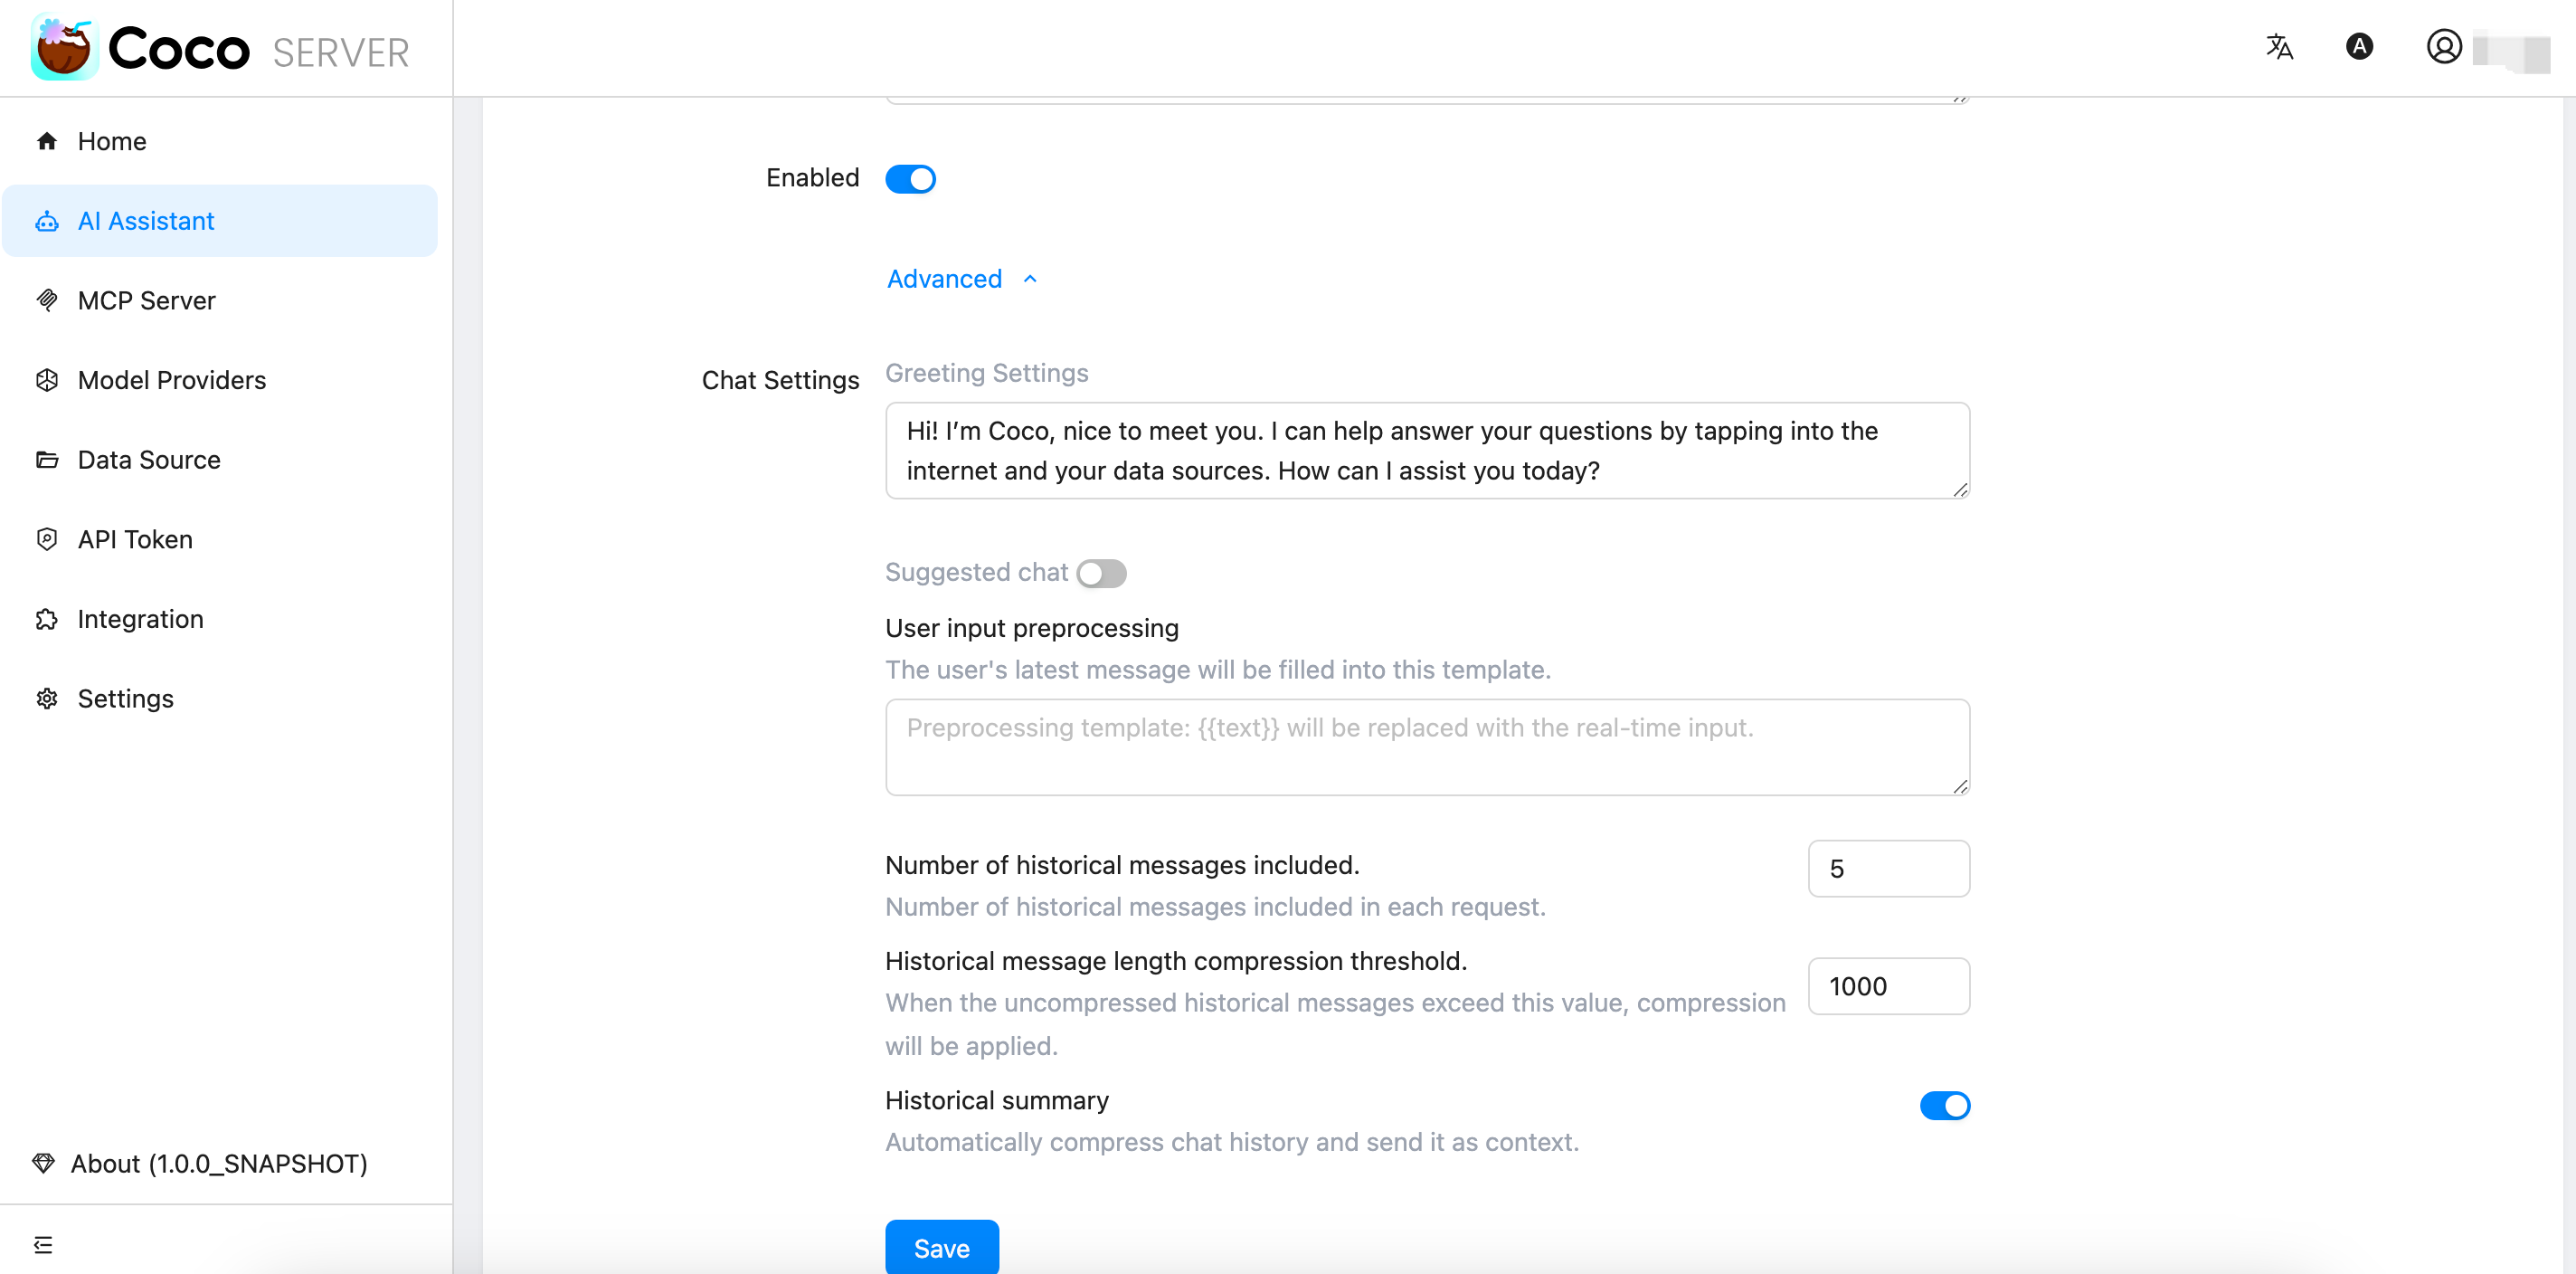 Coco SERVER
A
Home
AI Assistant
MCP Server
Model Providers
Data Source
API Token
Integration
Settings
About (1.0.0_SNAPSHOT)
Enabled
Advanced
Chat Settings
Greeting Settings
Hi! I’m Coco, nice to meet you. I can help answer your questions by tapping into the
internet and your data sources. How can I assist you today?
Suggested chat
User input preprocessing
The user's latest message will be filled into this template.
Preprocessing template: {{text}} will be replaced with the real-time input.
Number of historical messages included.
5
Number of historical messages included in each request.
Historical message length compression threshold.
1000
When the uncompressed historical messages exceed this value, compression
will be applied.
Historical summary
Automatically compress chat history and send it as context.
Save